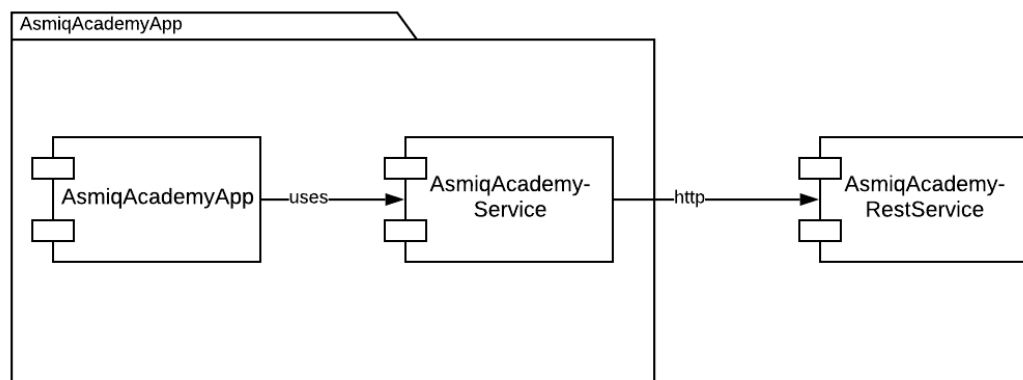 AsmiqAcademyApp
AsmiqAcademyApp
uses
AsmiqAcademy-
Service
http
AsmiqAcademy-
RestService